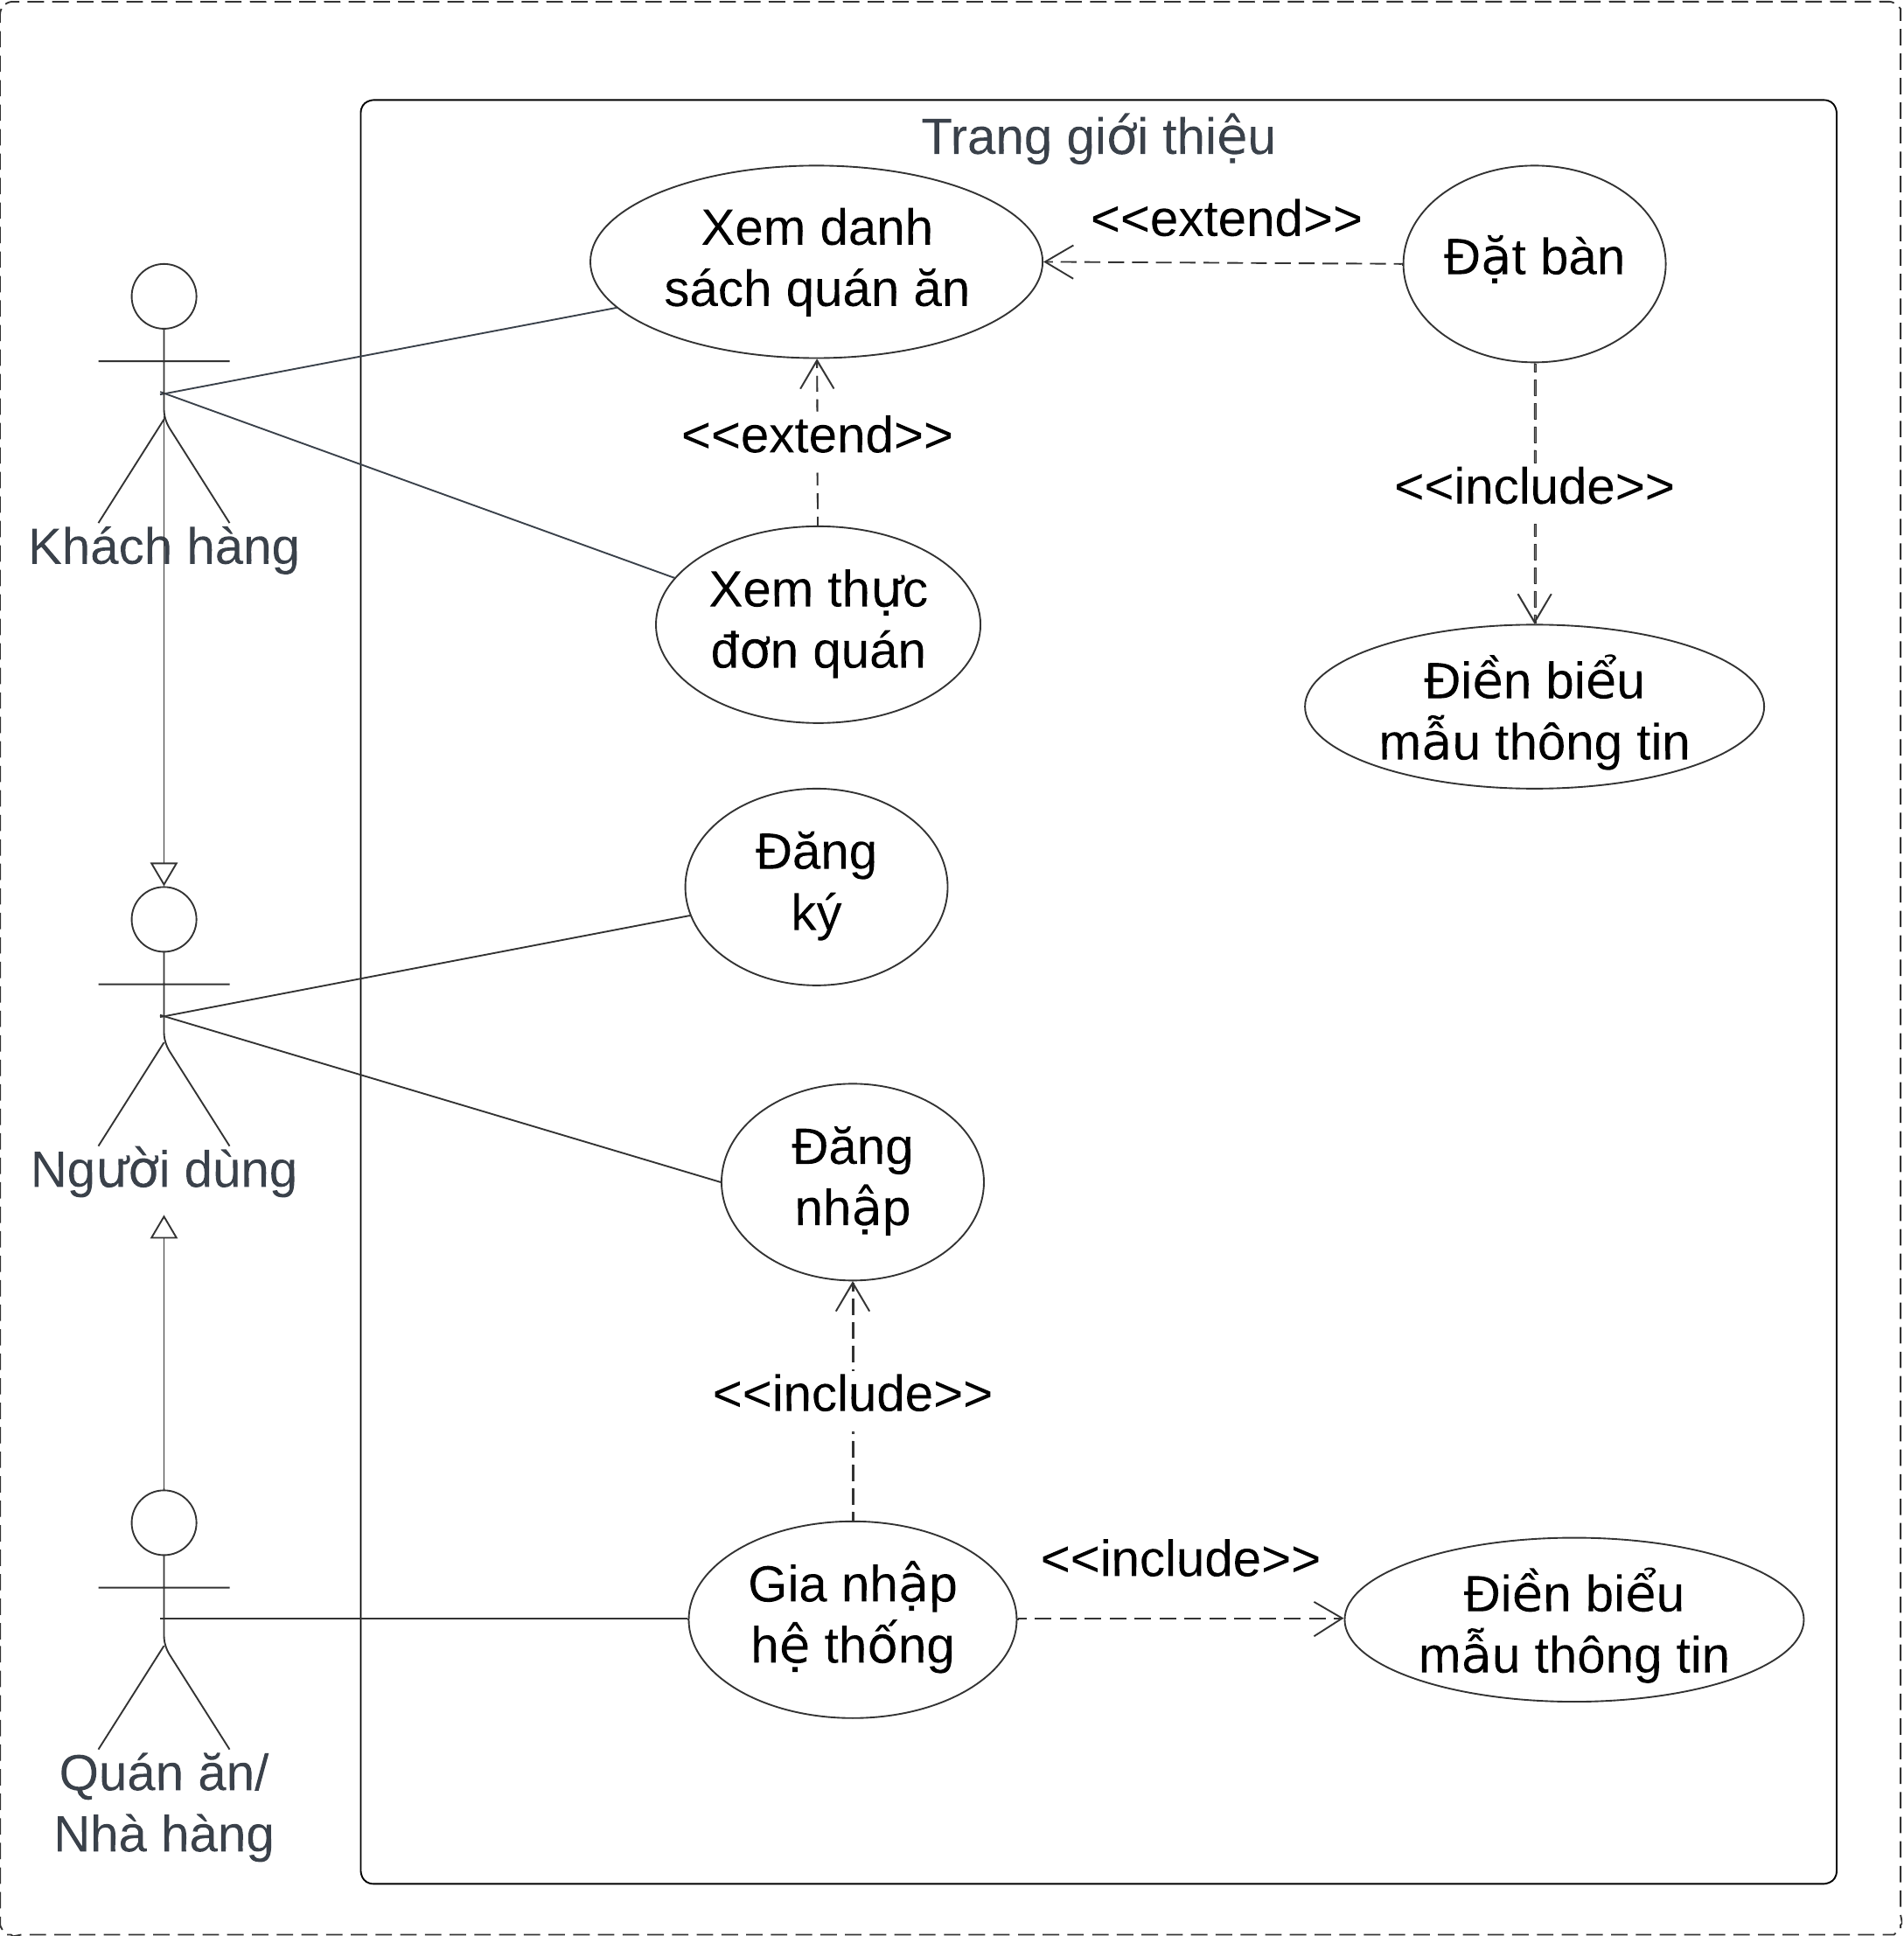 Trang giới thiệu
Xem danh
sách quán ăn
<<extend>>
Đặt bàn
<<extend>>
<<include>>
Khách hàng
Xem thực
đơn quán
Điền biểu
mẫu thông tin
Đăng
ký
Người dùng
Đăng
nhập
<<include>>
Gia nhập
hệ thống
<<include>>
Điền biểu
mẫu thông tin
Quán ăn/
Nhà hàng